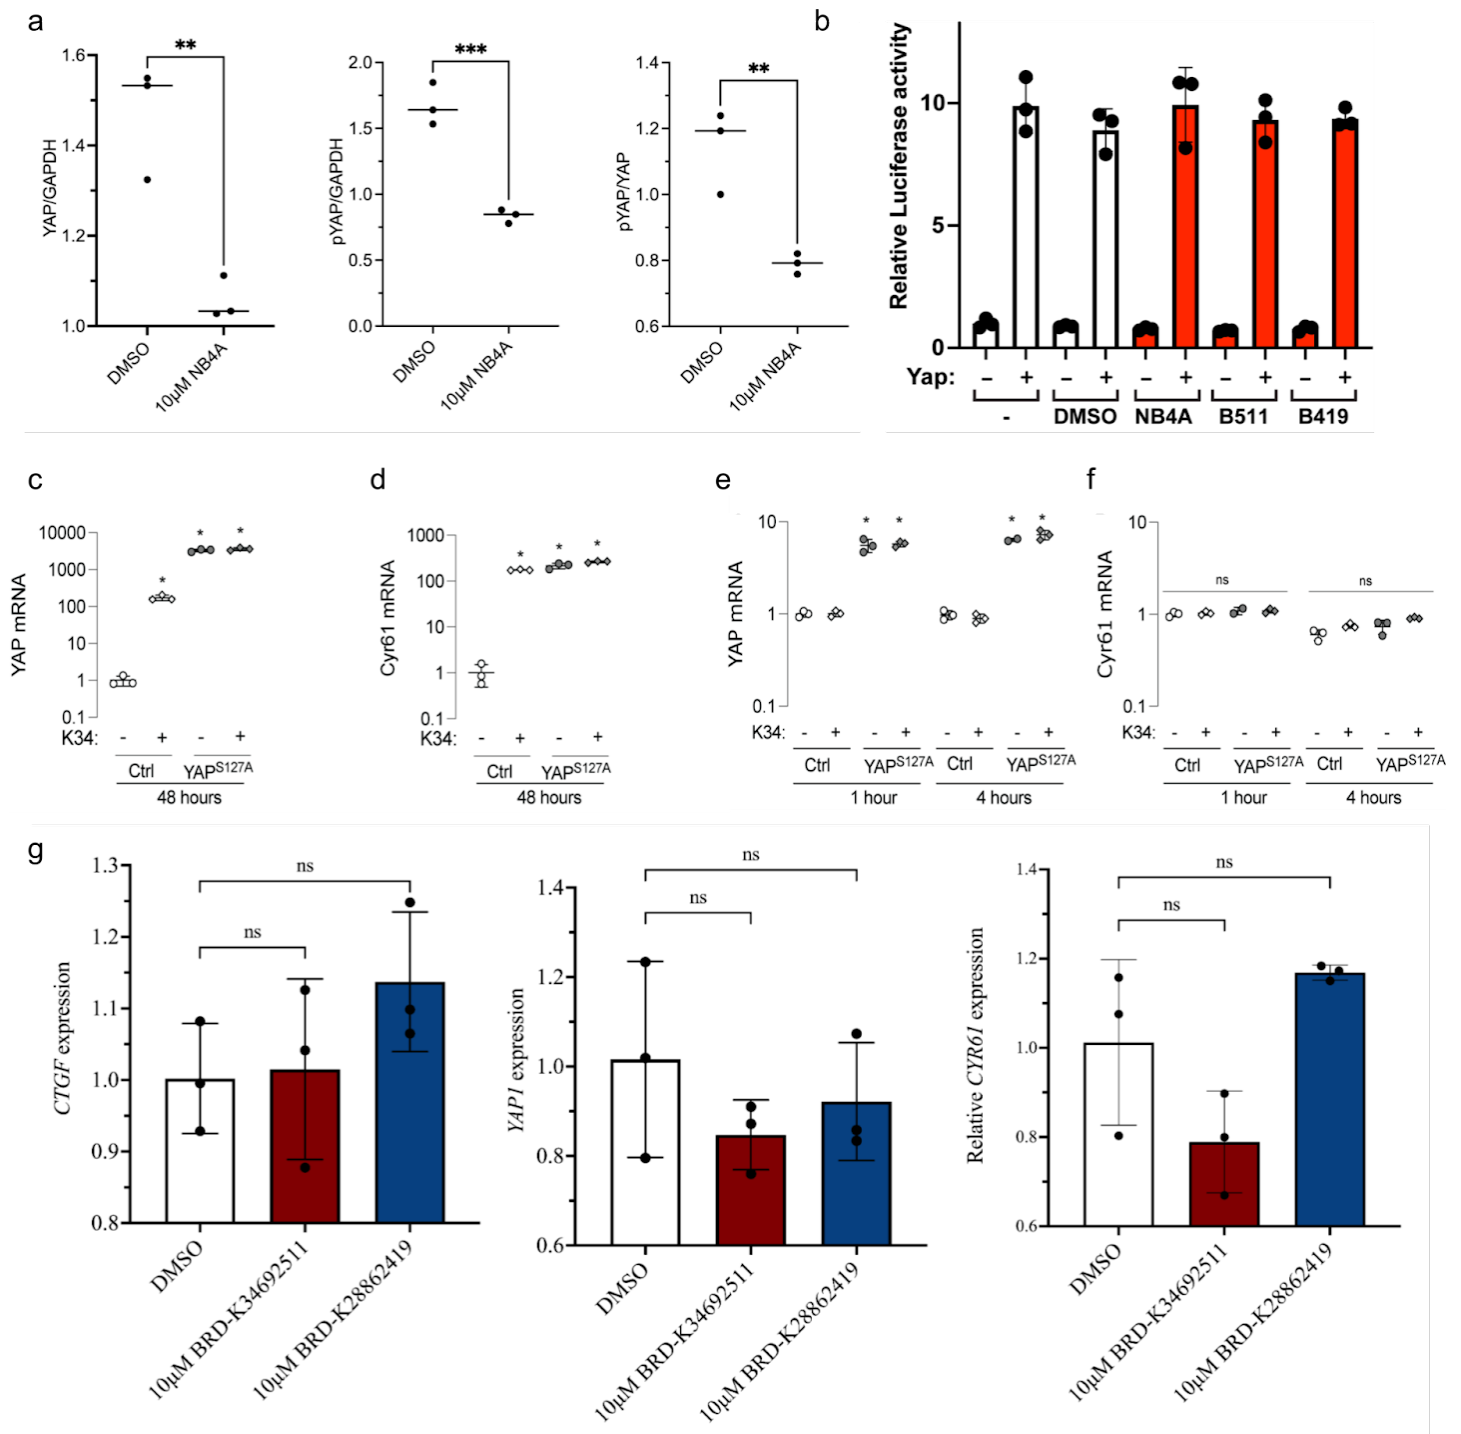 a
b
**
***
**
1.6
1.4
1.2
1.0
YAP/GAPDH
DMSO
10µM NB4A
2.0
1.5
1.0
0.5
0.0
pYAP/GAPDH
DMSO
10µM NB4A
1.4
1.2
1.0
0.8
0.6
pYAP/YAP
DMSO
10µM NB4A
Relative Luciferase activity
10
5
0
Yap: - + - + - + - + - +
- DMSO NB4A B511 B419
c
d
e
f
YAP mRNA
10000
1000
100
10
1
0.1
* * *
K34: - + - +
Ctrl YAPS127A
48 hours
Cyr61 mRNA
1000
100
10
1
0.1
* * *
K34: - + - +
Ctrl YAPS127A
48 hours
YAP mRNA
10
1
0.1
* * * *
K34: - + - + - + - +
Ctrl YAPS127A Ctrl YAPS127A
1 hour 4 hours
Cyr61 mRNA
10
1
0.1
ns ns
K34: - + - + - + - +
Ctrl YAPS127A Ctrl YAPS127A
1 hour 4 hours
g
CTGF expression
1.3
1.2
1.1
1.0
0.9
0.8
ns
ns
DMSO
10µM BRD-K34692511
10µM BRD-K28862419
YAP1 expression
1.4
1.2
1.0
0.8
0.6
ns
ns
DMSO
10µM BRD-K34692511
10µM BRD-K28862419
Relative CYR61 expression
1.4
1.2
1.0
0.8
0.6
ns
ns
DMSO
10µM BRD-K34692511
10µM BRD-K28862419